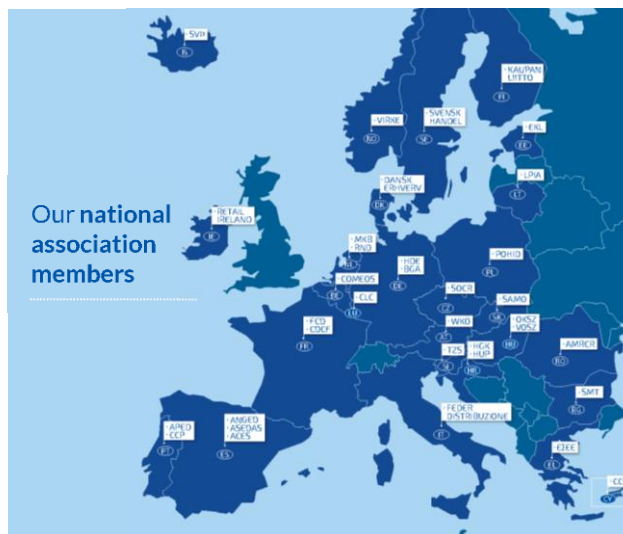 Our national
association
members
·SVP
IS
·KAUPAN
LIITTO
FI
·VIRKE
NO
·SVENSK
HANDEL
SE
·EKL
EE
·LPIA
LT
·DANSK
ERHVERV
DK
·RETAIL
IRELAND
IE
·MKB
·RND
NL
·HDE
·BGA
DE
·POHID
PL
·COMEOS
BE
·CLC
LU
·SOCR
CZ
·SAMO
SK
·FCD
·CDCF
FR
·WKO
AT
·OKSZ
·VOSZ
HU
·TZS
SI
·HGK
·HUP
HR
·AMRCR
RO
·SMT
BG
·APED
·CCP
PT
·ANGED
·ASEDAS
·ACES
ES
·FEDER
DISTRIBUZIONE
IT
EL
·CC
CY